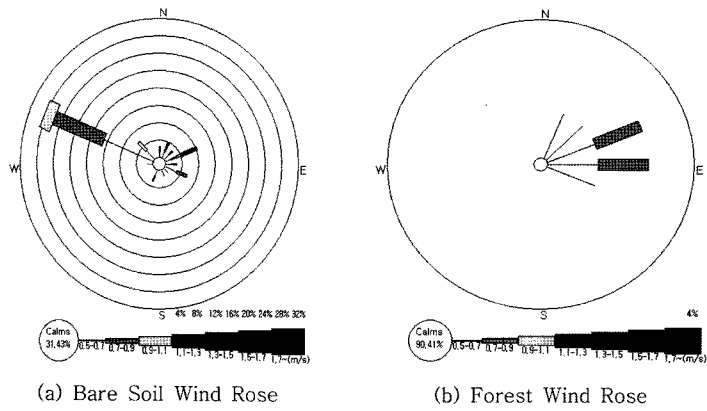 N
W
E
S
4% 8% 12% 16% 20% 24% 28% 32%
Calms
31,43%
0.5-0.7
0.7-0.9
0.9-1.1
1.1-1.3
1.3-1.5
1.5-1.7
1.7~(m/s)
(a) Bare Soil Wind Rose
N
W
E
S
4%
Calms
90,41%
0.5-0.7
0.7-0.9
0.9-1.1
1.1-1.3
1.3-1.5
1.5-1.7
1.7~(m/s)
(b) Forest Wind Rose